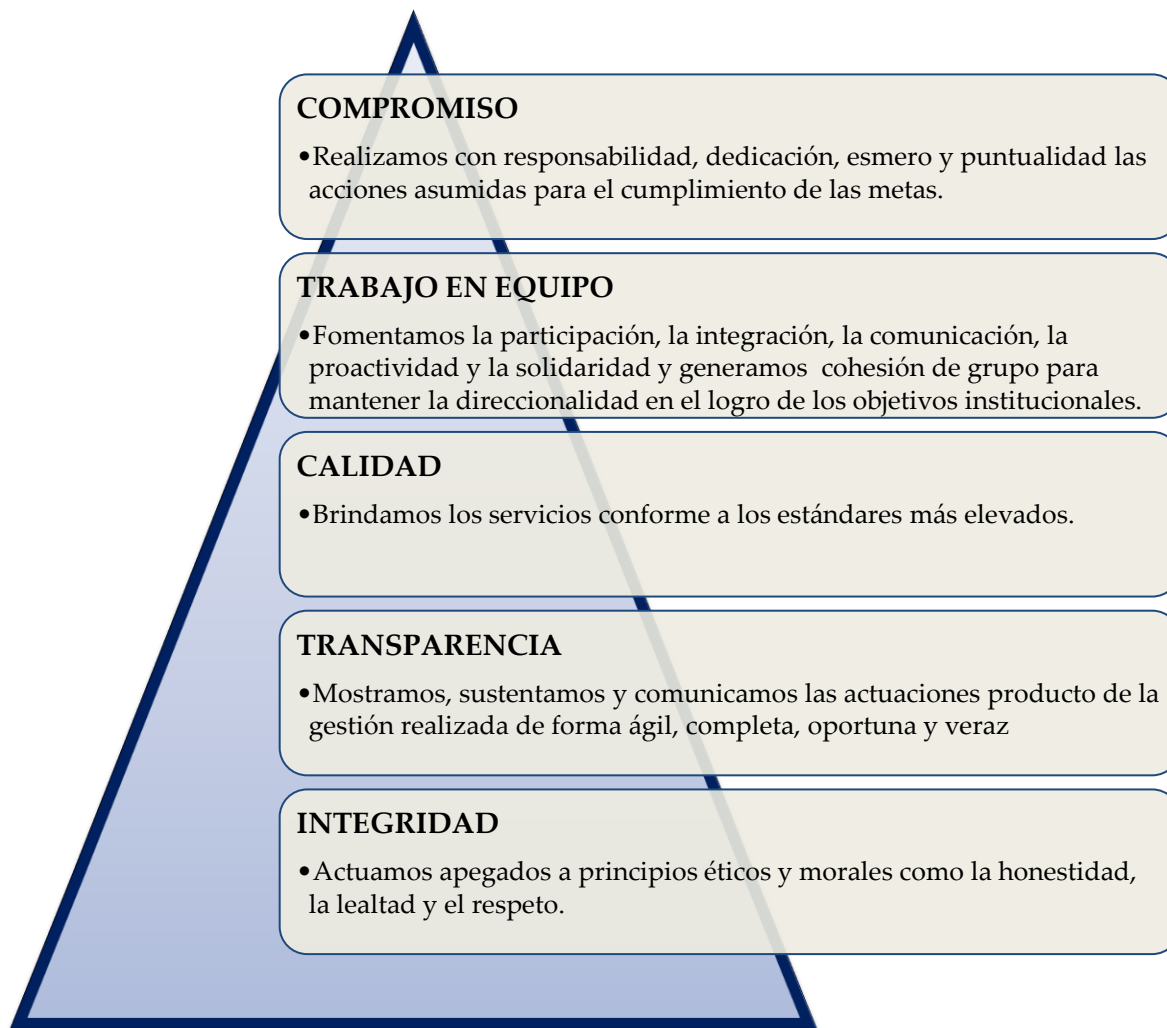 COMPROMISO
•Realizamos con responsabilidad, dedicación, esmero y puntualidad las
acciones asumidas para el cumplimiento de las metas.
TRABAJO EN EQUIPO
•Fomentamos la participación, la integración, la comunicación, la
proactividad y la solidaridad y generamos  cohesión de grupo para
mantener la direccionalidad en el logro de los objetivos institucionales.
CALIDAD
•Brindamos los servicios conforme a los estándares más elevados.
TRANSPARENCIA
•Mostramos, sustentamos y comunicamos las actuaciones producto de la
gestión realizada de forma ágil, completa, oportuna y veraz
INTEGRIDAD
•Actuamos apegados a principios éticos y morales como la honestidad,
la lealtad y el respeto.